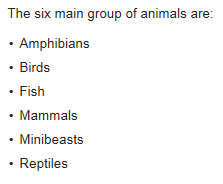 The six main group of animals are:
• Amphibians
• Birds
• Fish
• Mammals
• Minibeasts
• Reptiles